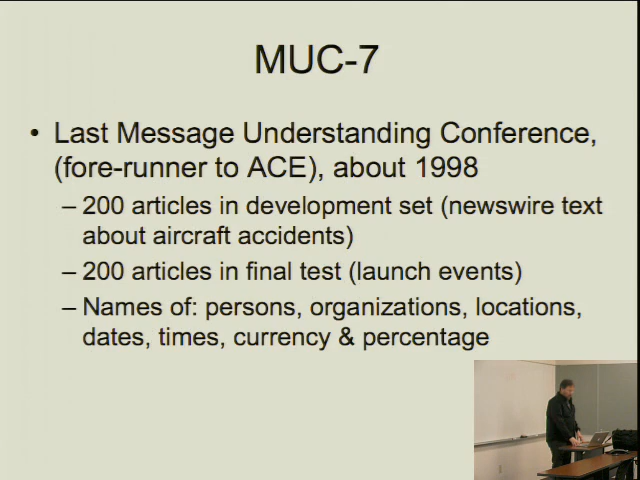 MUC-7
• Last Message Understanding Conference,
(fore-runner to ACE), about 1998
– 200 articles in development set (newswire text
about aircraft accidents)
– 200 articles in final test (launch events)
– Names of: persons, organizations, locations,
dates, times, currency & percentage